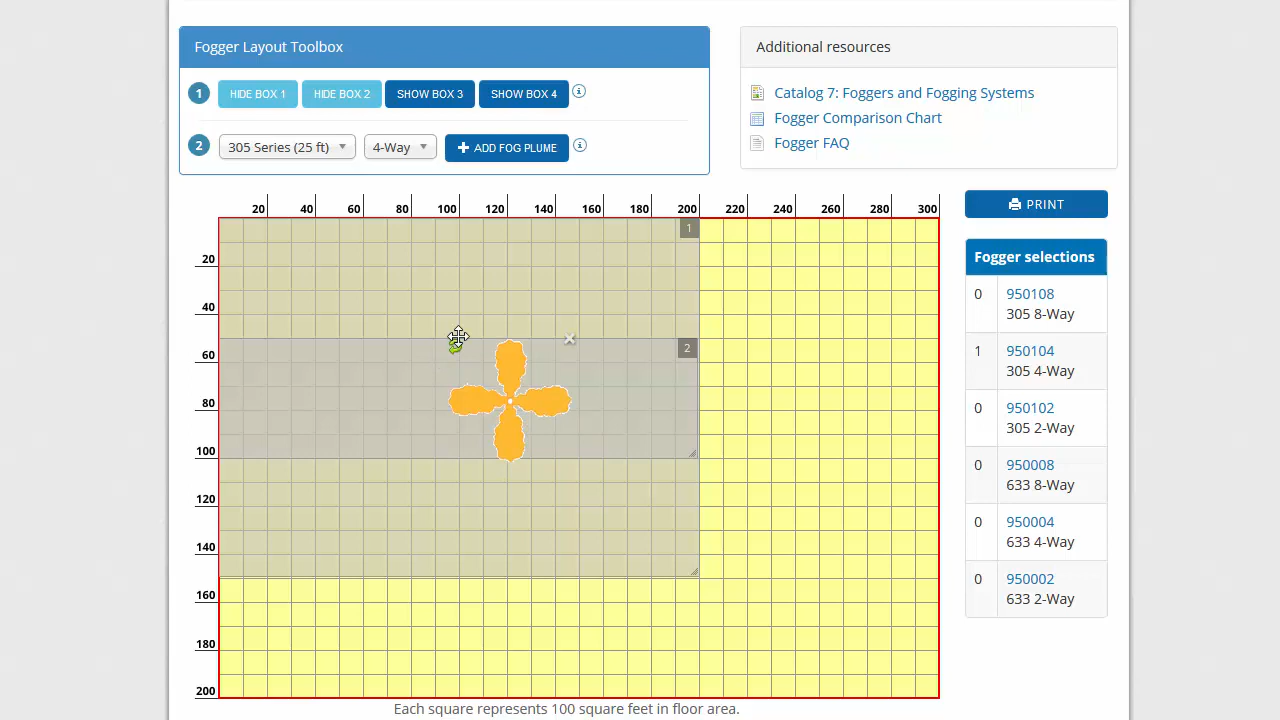 Fogger Layout Toolbox
1 HIDE BOX 1 HIDE BOX 2 SHOW BOX 3 SHOW BOX 4
2 305 Series (25 ft) 4-Way ADD FOG PLUME
Additional resources
Catalog 7: Foggers and Fogging Systems
Fogger Comparison Chart
Fogger FAQ
20 40 60 80 100 120 140 160 180 200 220 240 260 280 300
1
20
40
2
60
80
100
120
140
160
180
200
Each square represents 100 square feet in floor area.
PRINT
Fogger selections
0 950108
305 8-Way
1 950104
305 4-Way
0 950102
305 2-Way
0 950008
633 8-Way
0 950004
633 4-Way
0 950002
633 2-Way